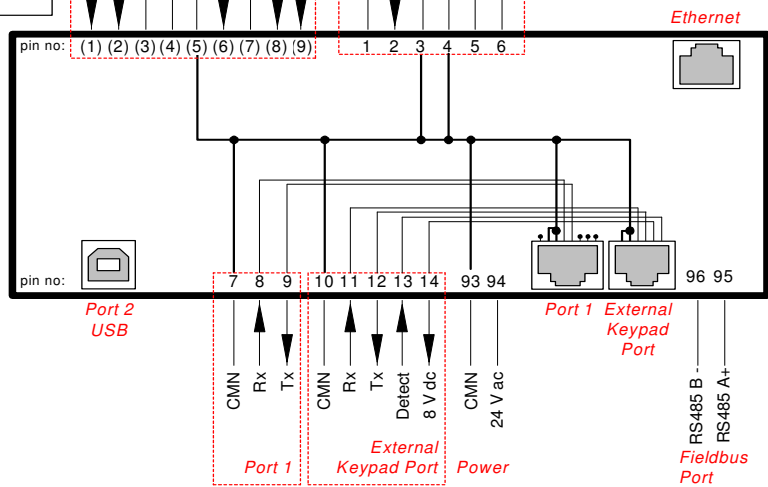 Ethernet
pin no: (1) (2) (3) (4) (5) (6) (7) (8) (9) 1 2 3 4 5 6
pin no: 7 8 9 10 11 12 13 14 93 94 96 95
Port 2
USB
Port 1
External
Keypad
Port
CMN
Rx
Tx
CMN
Rx
Tx
Detect
8 V dc
CMN
24 V ac
RS485 B -
RS485 A+
Port 1
External
Keypad Port
Power
Fieldbus
Port